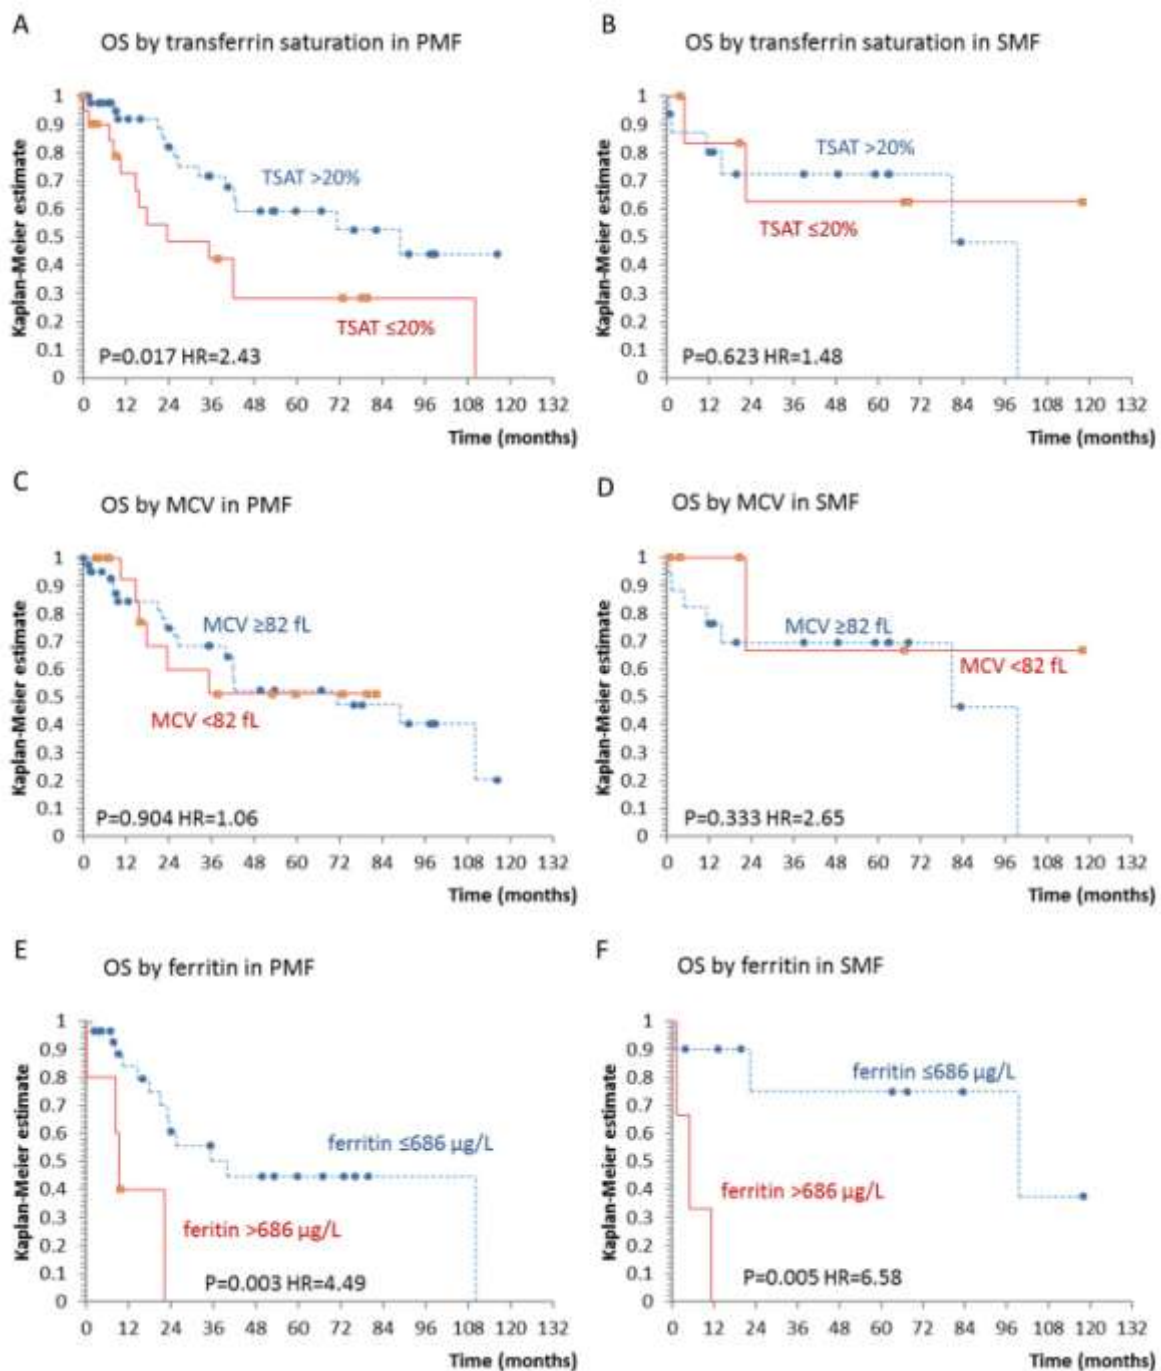 A
OS by transferrin saturation in PMF
Kaplan-Meier estimate
1
0.9
0.8
0.7
0.6
0.5
0.4
0.3
0.2
0.1
0
TSAT >20%
TSAT ≤20%
P=0.017 HR=2.43
0 12 24 36 48 60 72 84 96 108 120 132
Time (months)
B
OS by transferrin saturation in SMF
Kaplan-Meier estimate
1
0.9
0.8
0.7
0.6
0.5
0.4
0.3
0.2
0.1
0
TSAT >20%
TSAT ≤20%
P=0.623 HR=1.48
0 12 24 36 48 60 72 84 96 108 120 132
Time (months)
C
OS by MCV in PMF
Kaplan-Meier estimate
1
0.9
0.8
0.7
0.6
0.5
0.4
0.3
0.2
0.1
0
MCV ≥82 fL
MCV <82 fL
P=0.904 HR=1.06
0 12 24 36 48 60 72 84 96 108 120 132
Time (months)
D
OS by MCV in SMF
Kaplan-Meier estimate
1
0.9
0.8
0.7
0.6
0.5
0.4
0.3
0.2
0.1
0
MCV ≥82 fL
MCV <82 fL
P=0.333 HR=2.65
0 12 24 36 48 60 72 84 96 108 120 132
Time (months)
E
OS by ferritin in PMF
Kaplan-Meier estimate
1
0.9
0.8
0.7
0.6
0.5
0.4
0.3
0.2
0.1
0
ferritin ≤686 µg/L
feritin >686 µg/L
P=0.003 HR=4.49
0 12 24 36 48 60 72 84 96 108 120 132
Time (months)
F
OS by ferritin in SMF
Kaplan-Meier estimate
1
0.9
0.8
0.7
0.6
0.5
0.4
0.3
0.2
0.1
0
ferritin ≤686 µg/L
ferritin >686 µg/L
P=0.005 HR=6.58
0 12 24 36 48 60 72 84 96 108 120 132
Time (months)